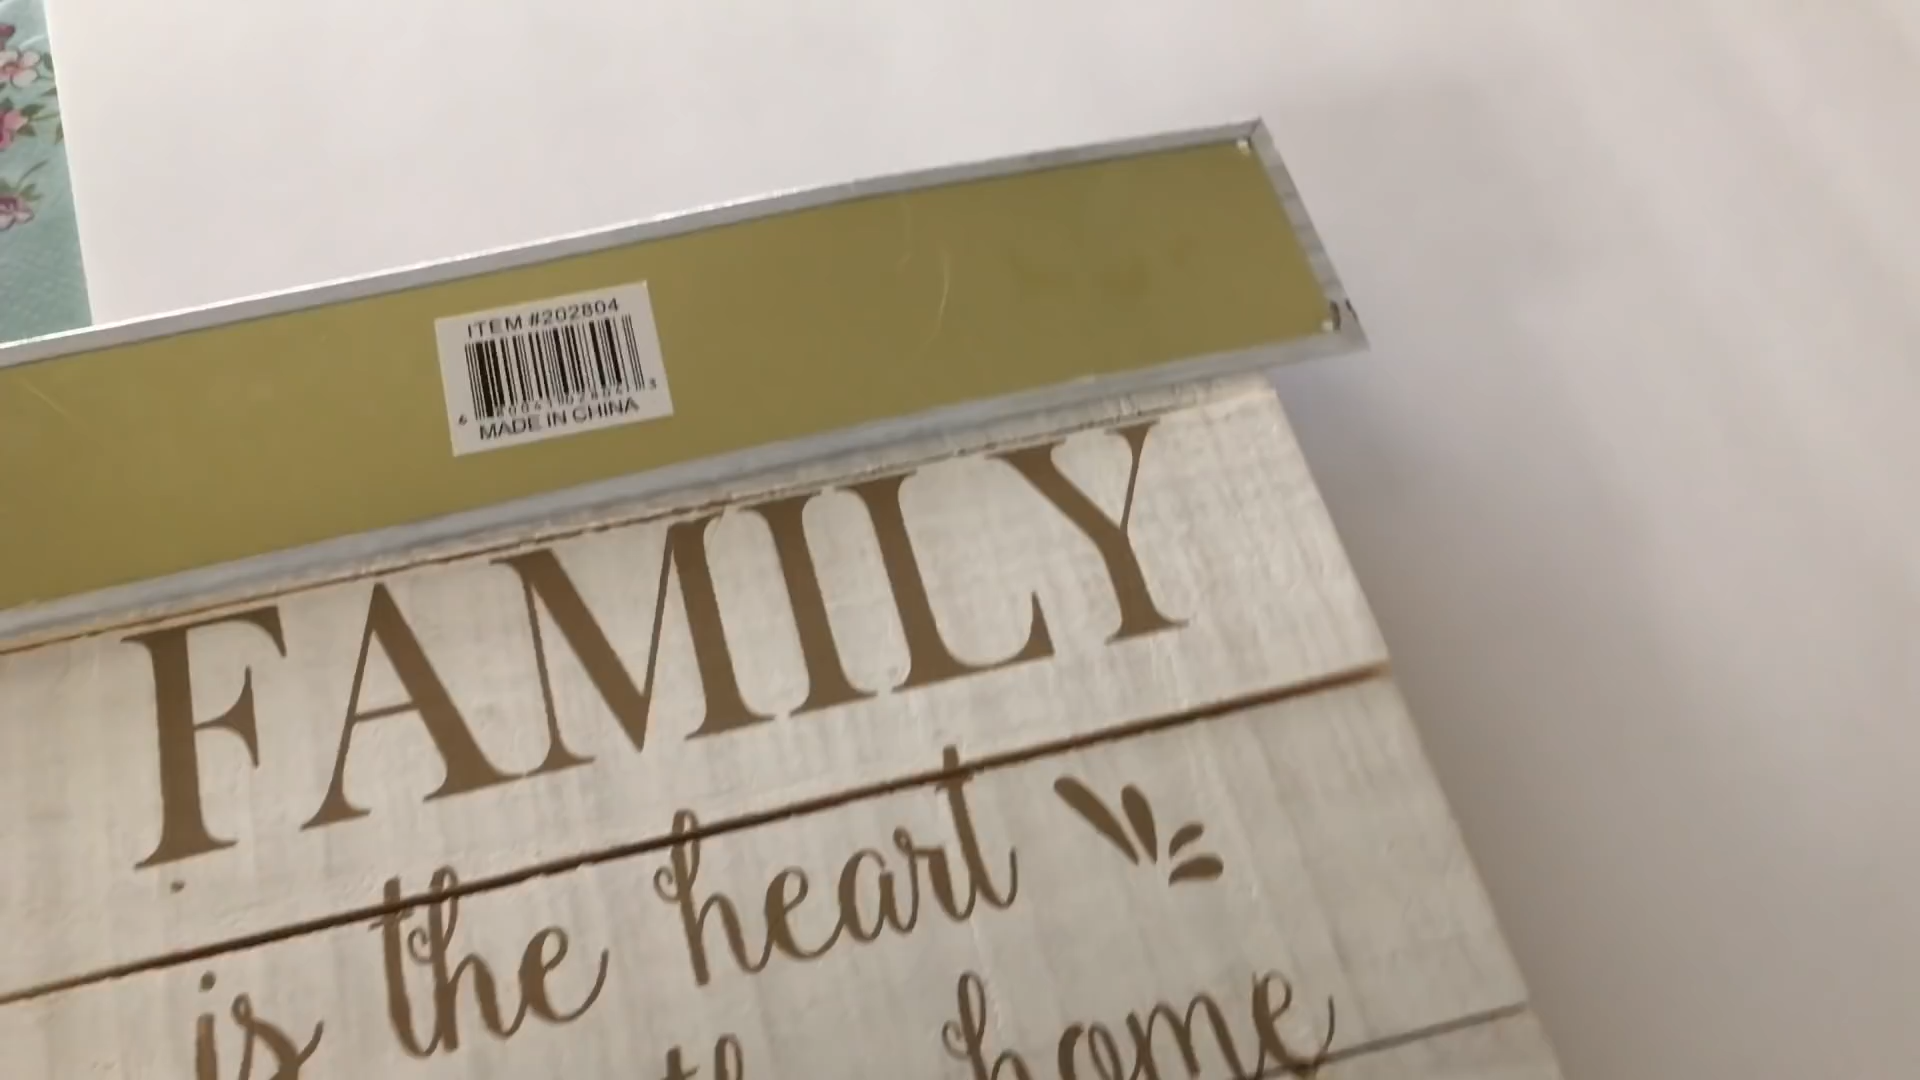 ITEM #202804
MADE IN CHINA
FAMILY
is the heart
home